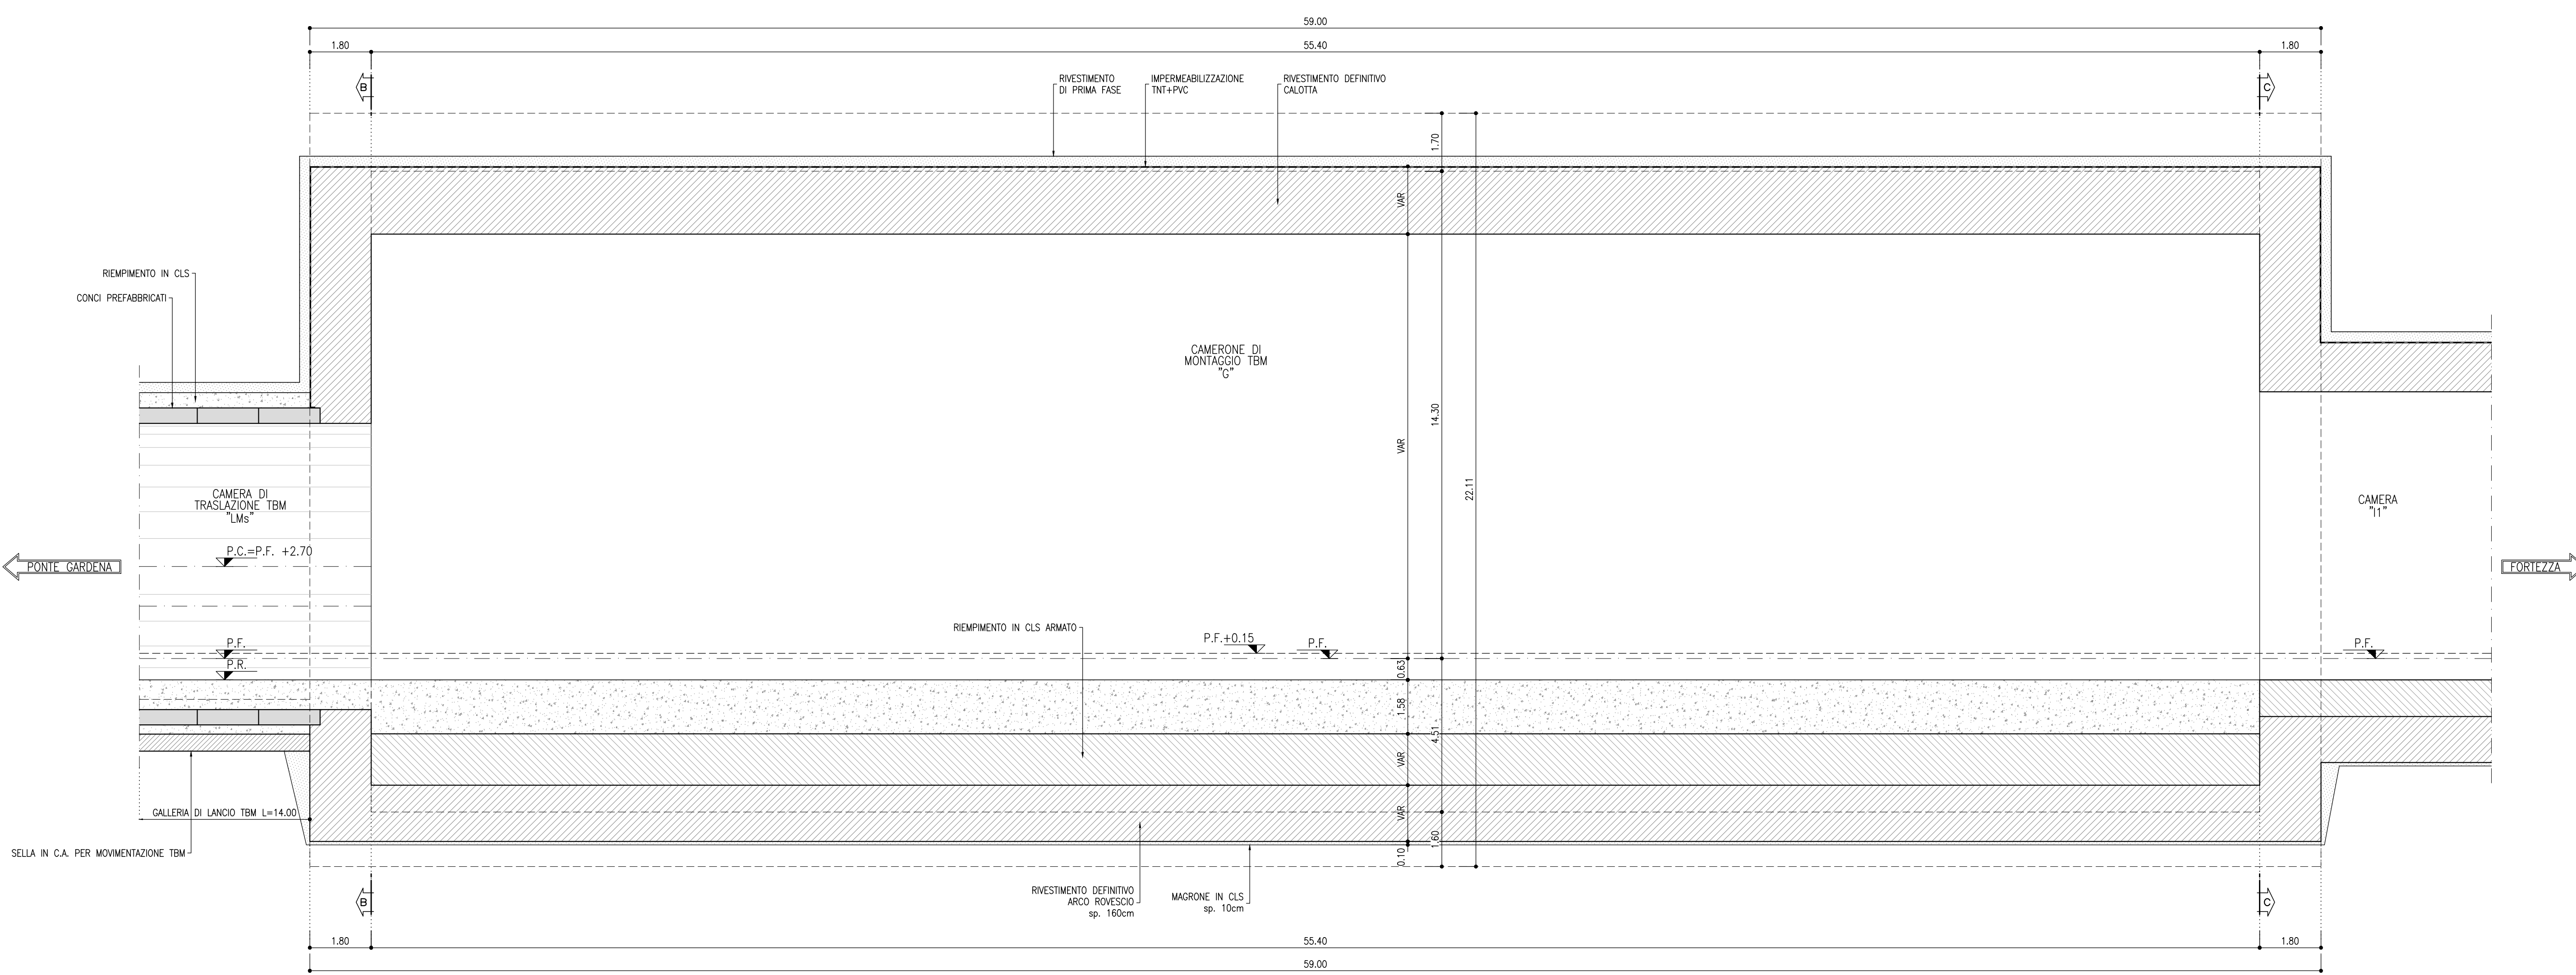 59.00
1.80
55.40
1.80
B
C
RIVESTIMENTO
DI PRIMA FASE
IMPERMEABILIZZAZIONE
TNT+PVC
RIVESTIMENTO DEFINITIVO
CALOTTA
1.70
VAR
RIEMPIMENTO IN CLS
CONCI PREFABBRICATI
CAMERONE DI
MONTAGGIO TBM
"G"
14.30
VAR
22.11
CAMERA DI
TRASLAZIONE TBM
"LMs"
CAMERA
"I1"
P.C.=P.F. +2.70
PONTE GARDENA
FORTEZZA
RIEMPIMENTO IN CLS ARMATO
P.F.
P.F.+0.15
P.F.
P.F.
P.R.
0.63
1.58
4.51
VAR
VAR
GALLERIA DI LANCIO TBM L=14.00
1.60
SELLA IN C.A. PER MOVIMENTAZIONE TBM
0.10
RIVESTIMENTO DEFINITIVO
ARCO ROVESCIO
sp. 160cm
MAGRONE IN CLS
sp. 10cm
B
C
1.80
55.40
1.80
59.00